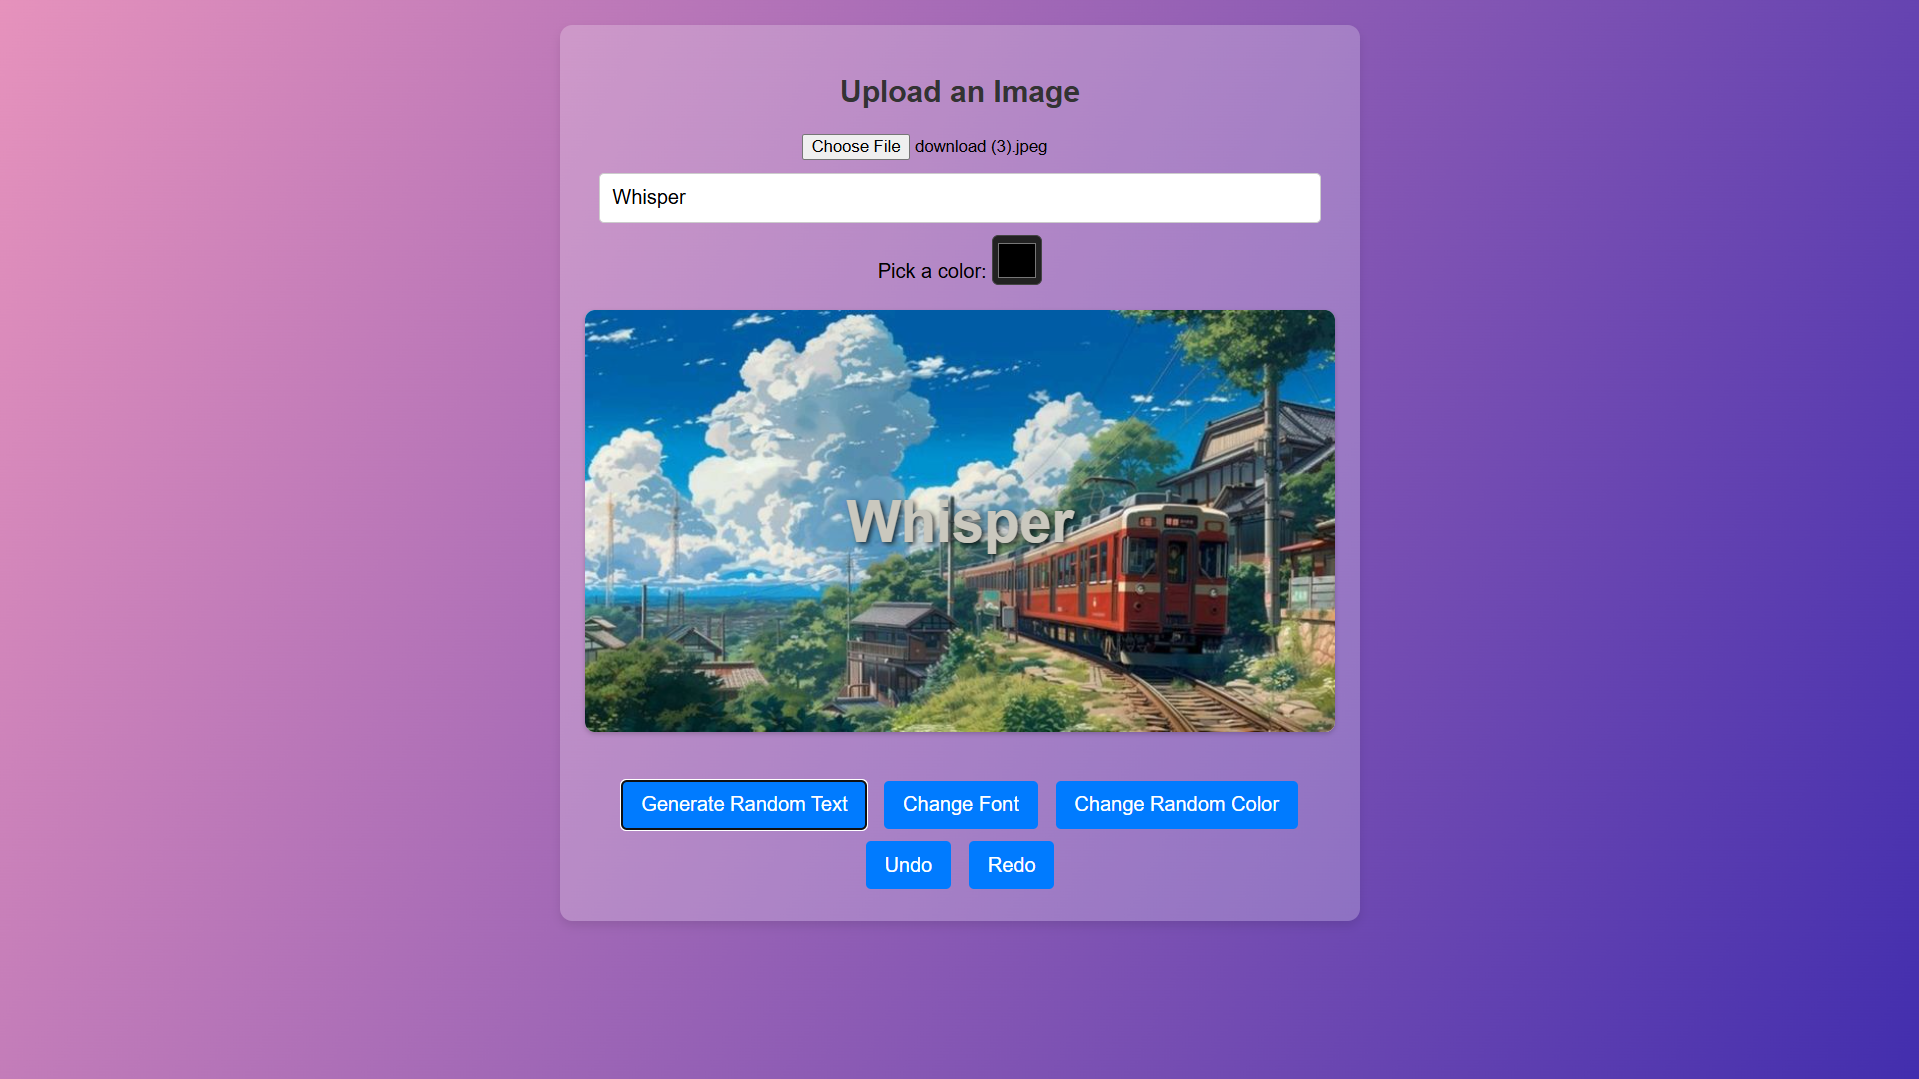 Upload an Image
Choose File download (3).jpeg
Whisper
Pick a color:
Whisper
Generate Random Text Change Font Change Random Color
Undo Redo